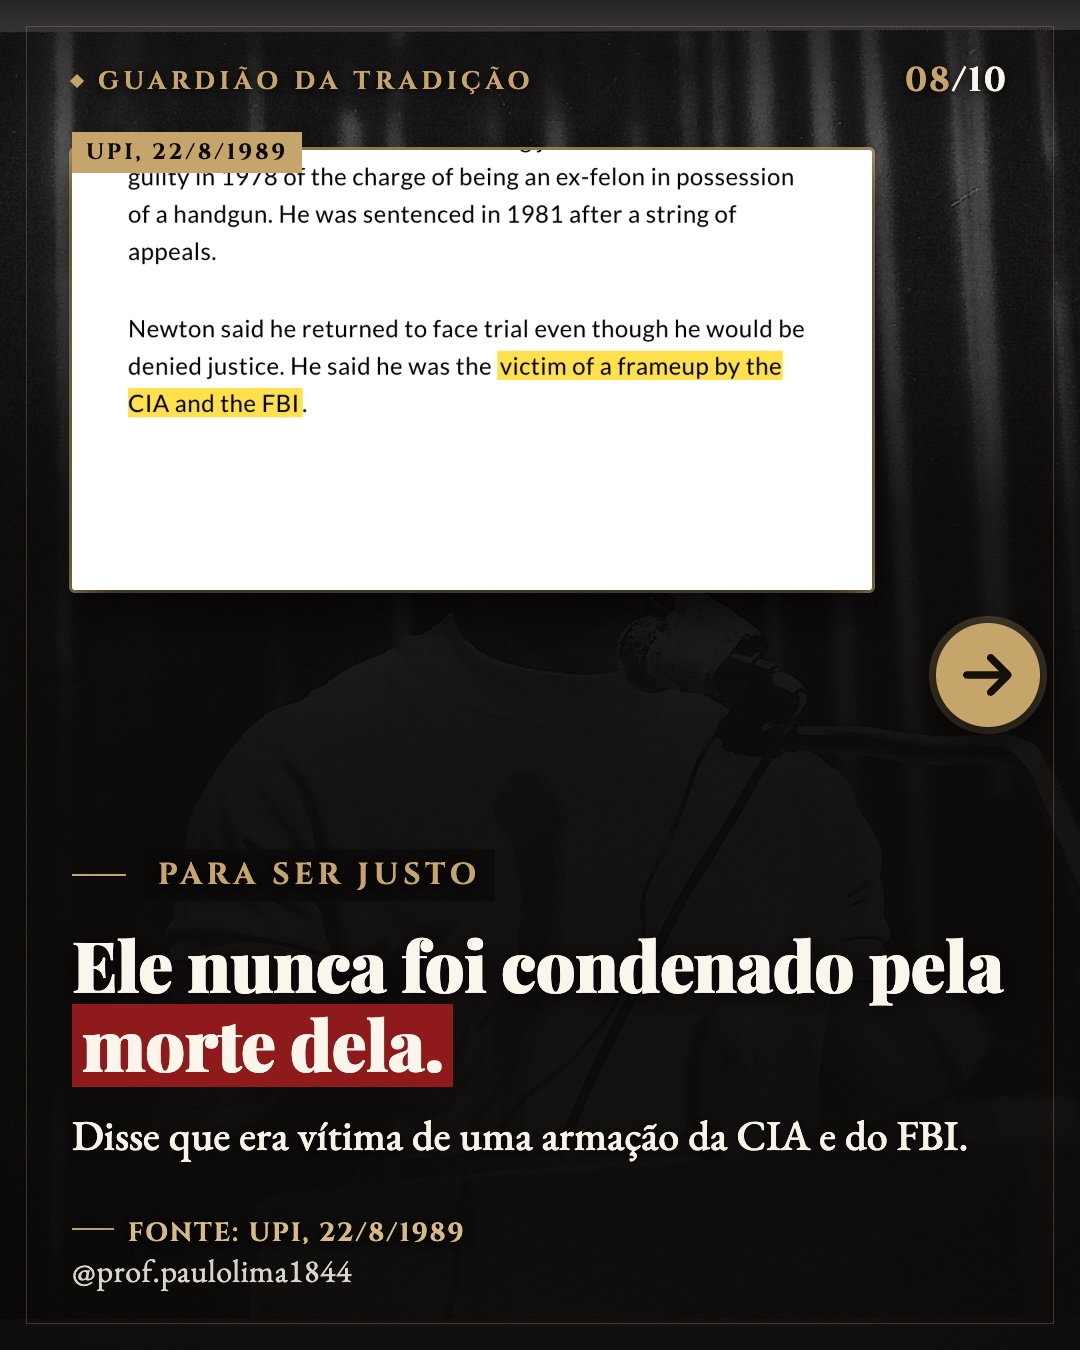 GUARDIÃO DA TRADIÇÃO
08/10
UPI, 22/8/1989
guilty in 1978 of the charge of being an ex-felon in possession
of a handgun. He was sentenced in 1981 after a string of
appeals.
Newton said he returned to face trial even though he would be
denied justice. He said he was the victim of a frameup by the
CIA and the FBI.
PARA SER JUSTO
Ele nunca foi condenado pela
morte dela.
Disse que era vítima de uma armação da CIA e do FBI.
FONTE: UPI, 22/8/1989
@prof.paulolima1844